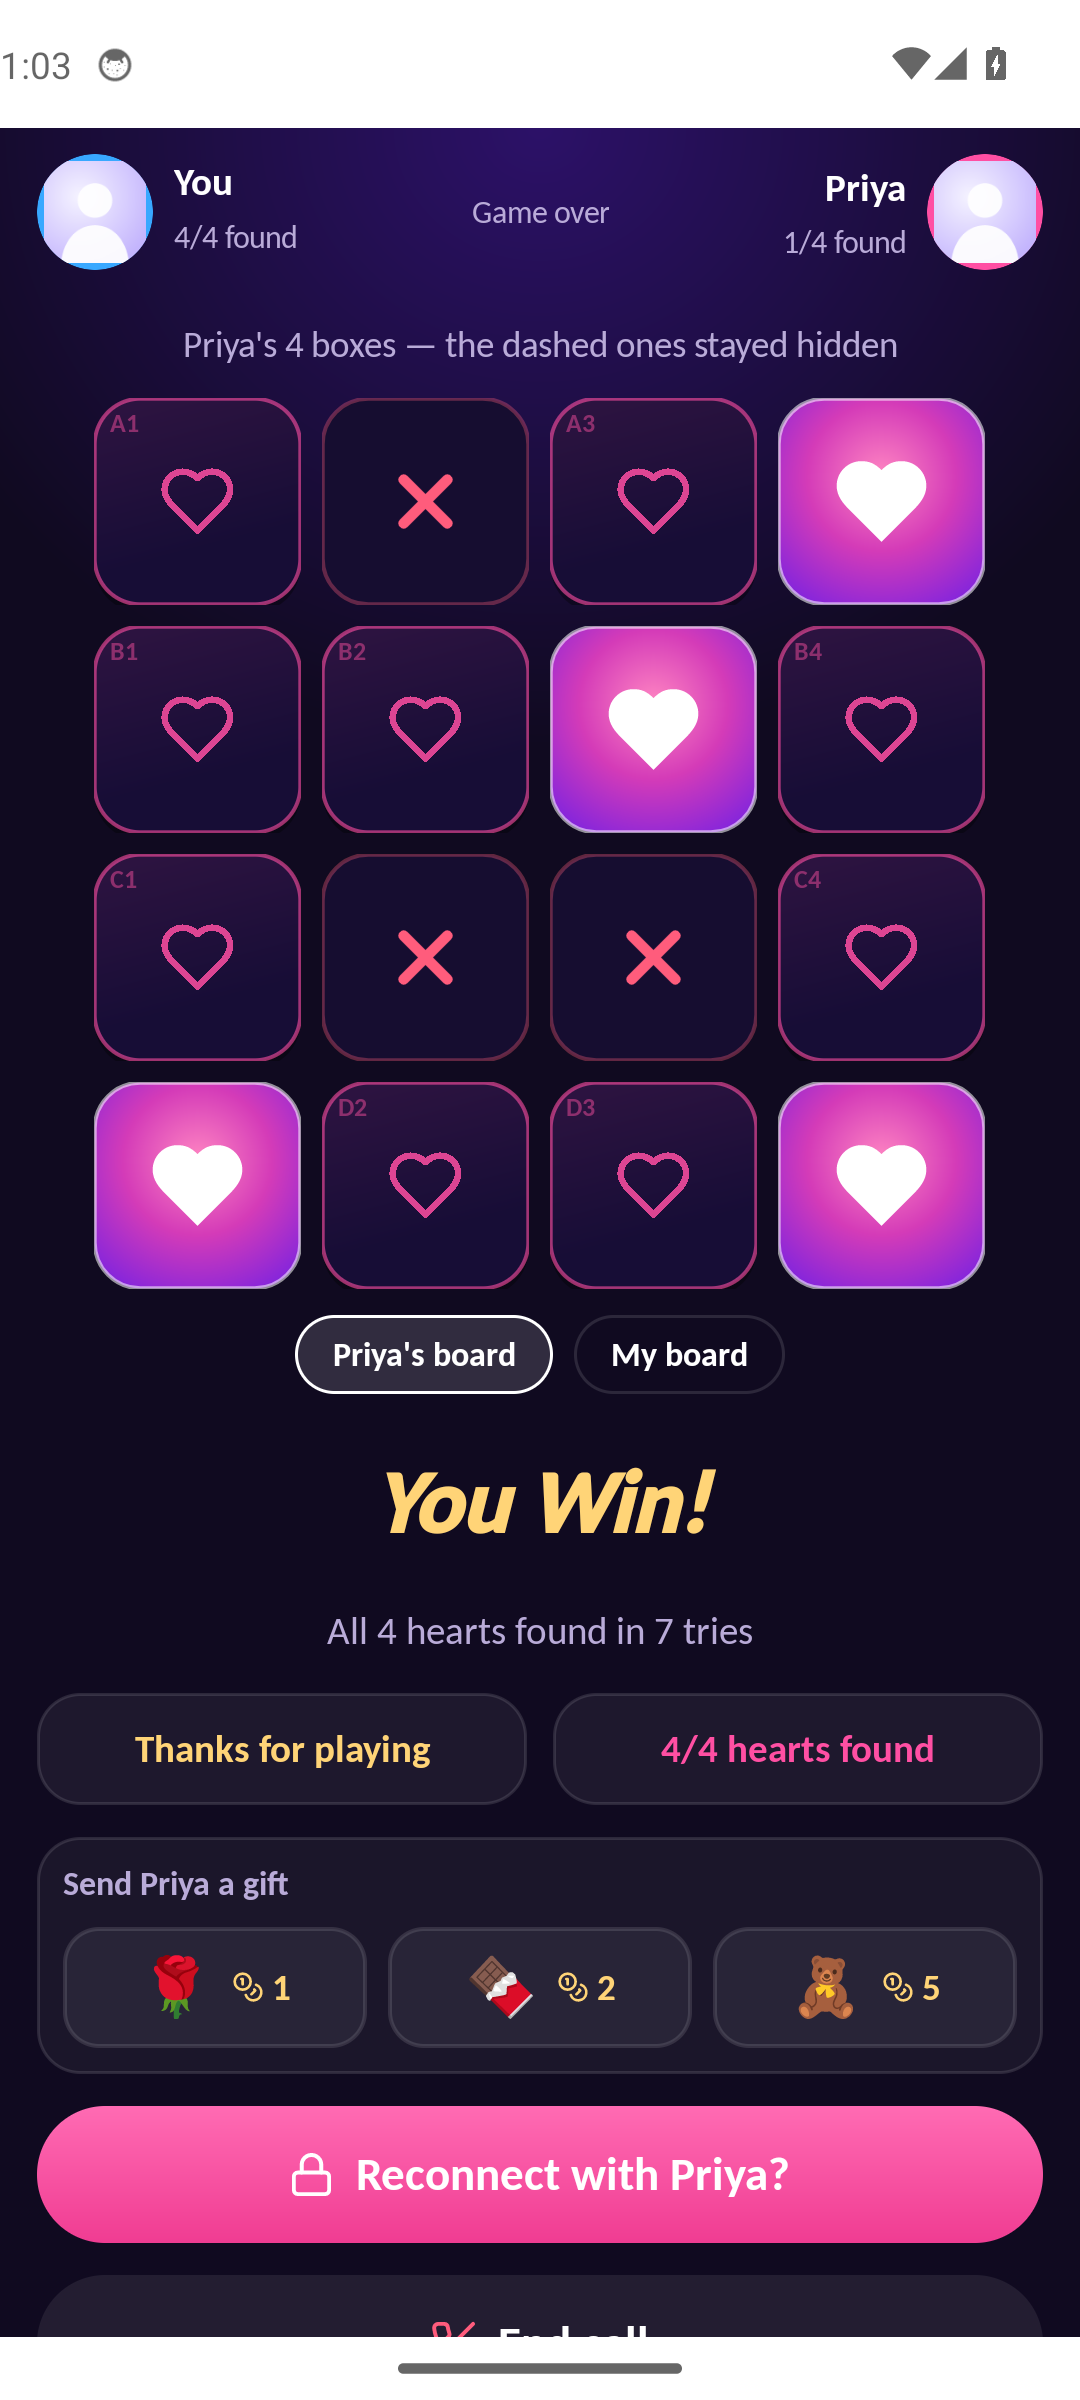 1:03
You
4/4 found
Game over
Priya
1/4 found
Priya's 4 boxes — the dashed ones stayed hidden
A1
A3
B1
B2
B4
C1
C4
D2
D3
Priya's board
My board
You Win!
All 4 hearts found in 7 tries
Thanks for playing
4/4 hearts found
Send Priya a gift
1
2
5
Reconnect with Priya?
End call